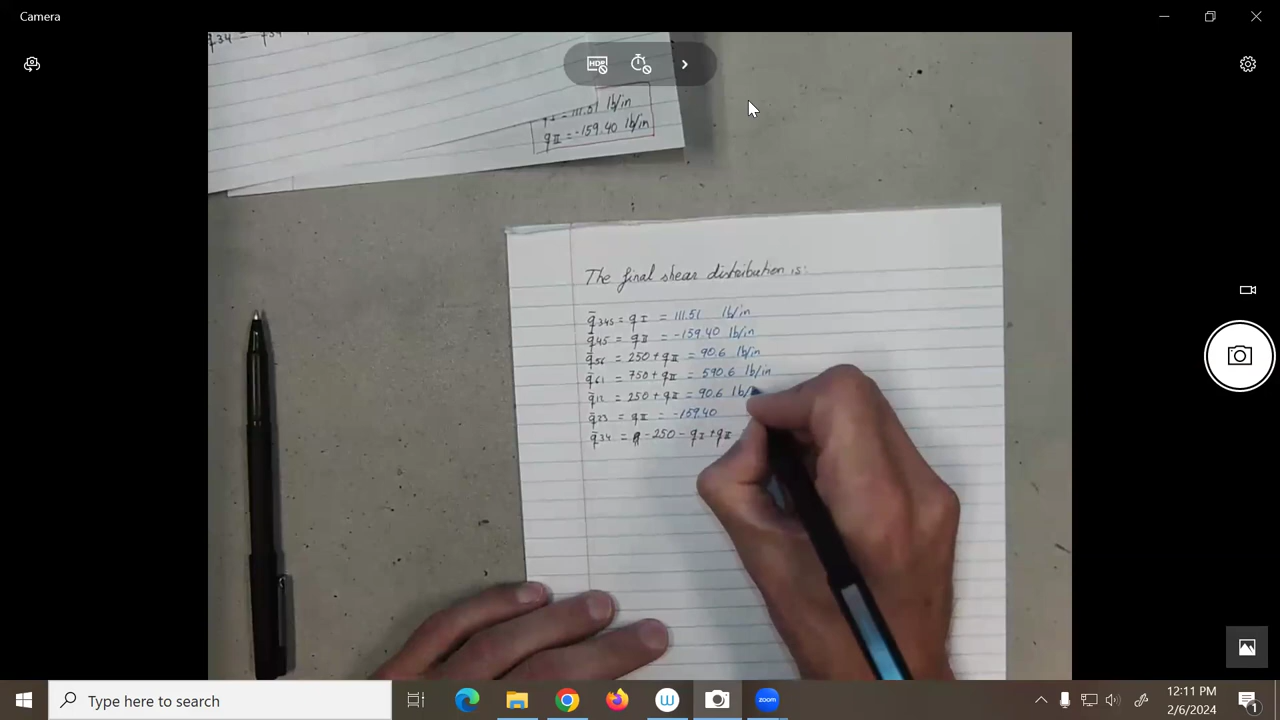 Camera
q34 = q34
qI = 111.51 lb/in
qII = -159.40 lb/in
The final shear distribution is:
q̄345 = qI = 111.51 lb/in
q̄45 = qII = -159.40 lb/in
q̄56 = 250 + qII = 90.6 lb/in
q̄61 = 750 + qII = 590.6 lb/in
q̄12 = 250 + qII = 90.6 lb/
q̄23 = qII = -159.40
q̄34 = -250 - qI + qII
Type here to search
W
zoom
12:11 PM
2/6/2024
1